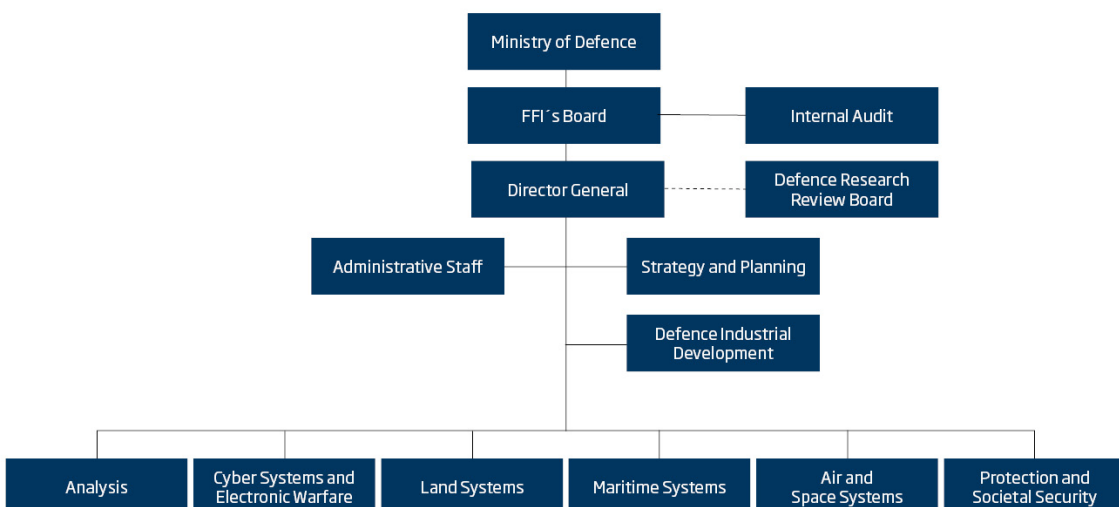 Ministry of Defence
FFI´s Board
Internal Audit
Director General
Defence Research
Review Board
Administrative Staff
Strategy and Planning
Defence Industrial
Development
Analysis
Cyber Systems and
Electronic Warfare
Land Systems
Maritime Systems
Air and
Space Systems
Protection and
Societal Security